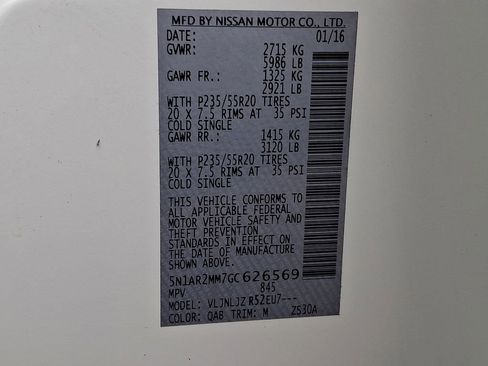 MFD BY NISSAN MOTOR CO., LTD.
DATE: 01/16
GVWR: 2715 KG
5986 LB
GAWR FR.: 1325 KG
2921 LB
WITH P235/55R20 TIRES
20 X 7.5 RIMS AT 35 PSI
COLD SINGLE
GAWR RR.: 1415 KG
3120 LB
WITH P235/55R20 TIRES
20 X 7.5 RIMS AT 35 PSI
COLD SINGLE
THIS VEHICLE CONFORMS TO
ALL APPLICABLE FEDERAL
MOTOR VEHICLE SAFETY AND
THEFT PREVENTION
STANDARDS IN EFFECT ON
THE DATE OF MANUFACTURE
SHOWN ABOVE.
5N1AR2MM7GC626569
MPV 845
MODEL: VLJNLJZ R52EU7---
COLOR: QAB TRIM: M ZS30A